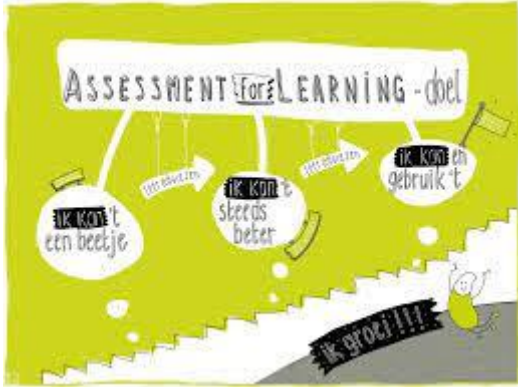 ASSESSMENT for LEARNING - doel
ik kan 't
een beetje
ik kan 't
steeds
beter
ik kan en
gebruik 't
ik groei!!!